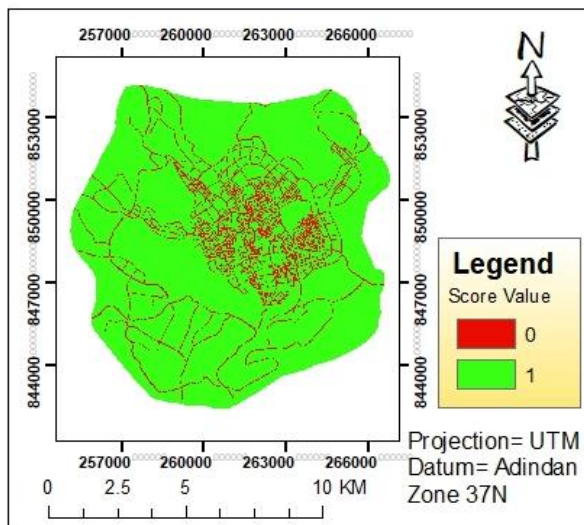 257000 260000 263000 266000
N
853000 853000
850000 850000
847000 847000
844000 844000
Legend
Score Value
0
1
257000 260000 263000 266000
Projection= UTM
Datum= Adindan
Zone 37N
0 2.5 5 10 KM